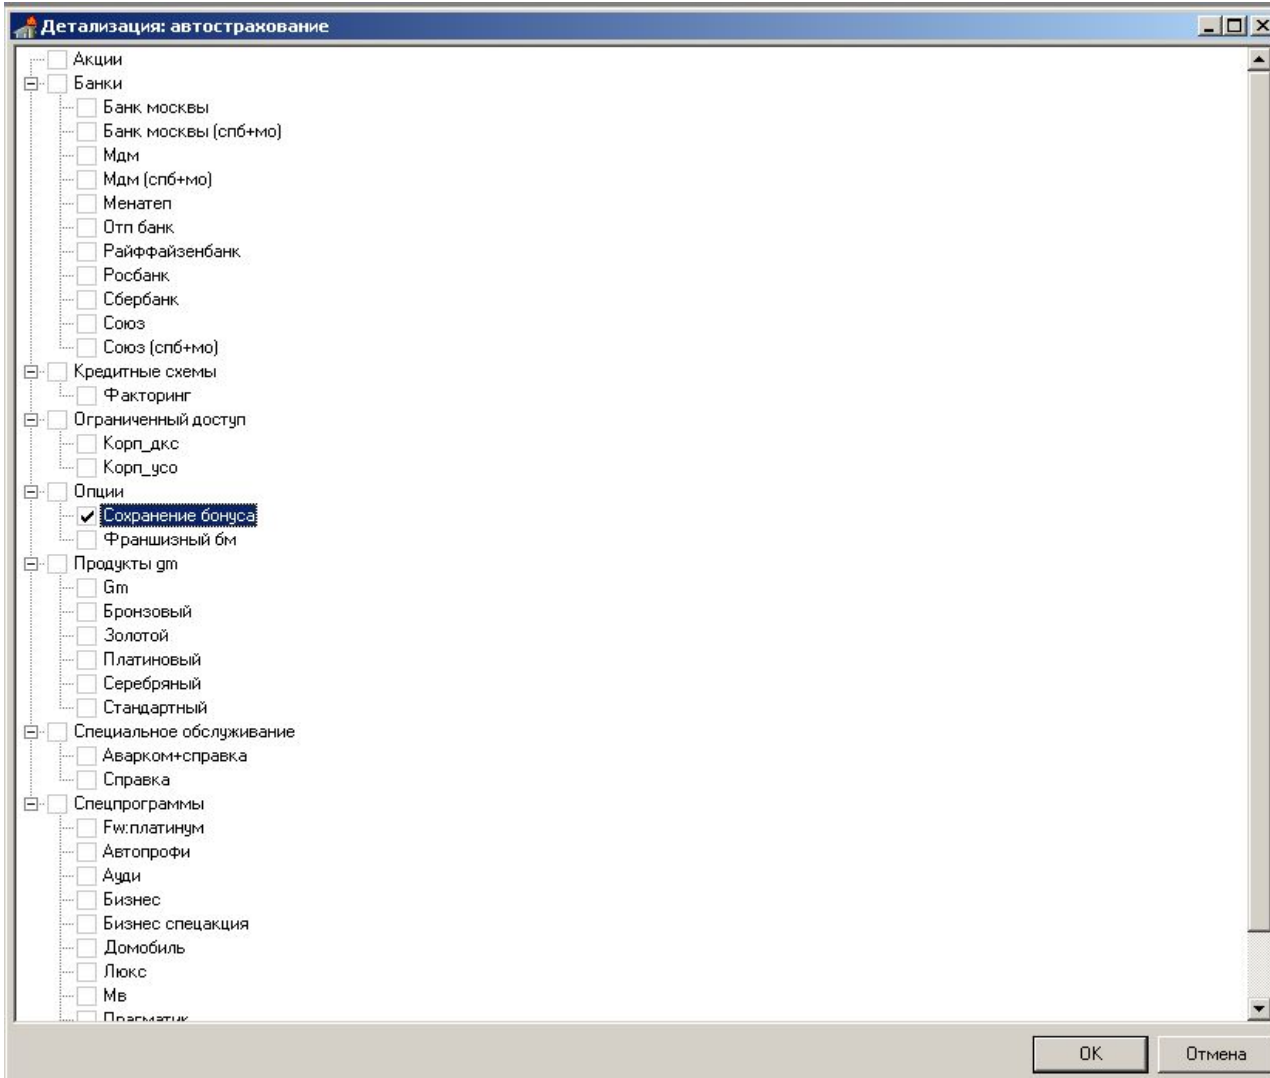 Детализация: автострахование
Акции
Банки
Банк москвы
Банк москвы (спб+мо)
Мдм
Мдм (спб+мо)
Менатеп
Отп банк
Райффайзенбанк
Росбанк
Сбербанк
Союз
Союз (спб+мо)
Кредитные схемы
Факторинг
Ограниченный доступ
Корп_дкс
Корп_усо
Опции
Сохранение бонуса
Франшизный бм
Продукты gm
Gm
Бронзовый
Золотой
Платиновый
Серебряный
Стандартный
Специальное обслуживание
Аварком+справка
Справка
Спецпрограммы
Fw:платинум
Автопрофи
Ауди
Бизнес
Бизнес спецакция
Домобиль
Люкс
Мв
Прагматик
OK Отмена